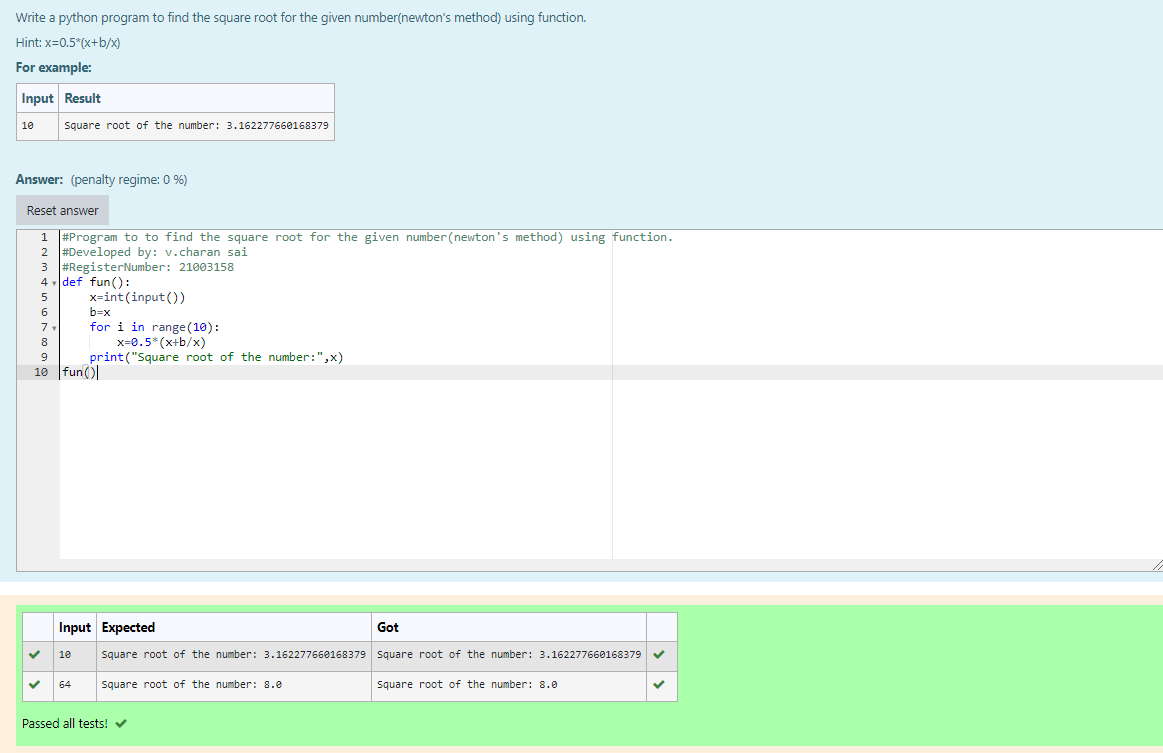 Write a python program to find the square root for the given number(newton's method) using function.
Hint: x=0.5*(x+b/x)
For example:
Input Result
10 Square root of the number: 3.162277660168379
Answer: (penalty regime: 0 %)
Reset answer
1 #Program to to find the square root for the given number(newton's method) using function.
2 #Developed by: v.charan sai
3 #RegisterNumber: 21003158
4 def fun():
5     x=int(input())
6     b=x
7     for i in range(10):
8         x=0.5*(x+b/x)
9     print("Square root of the number:",x)
10 fun()
Input Expected Got
10 Square root of the number: 3.162277660168379 Square root of the number: 3.162277660168379
64 Square root of the number: 8.0 Square root of the number: 8.0
Passed all tests!